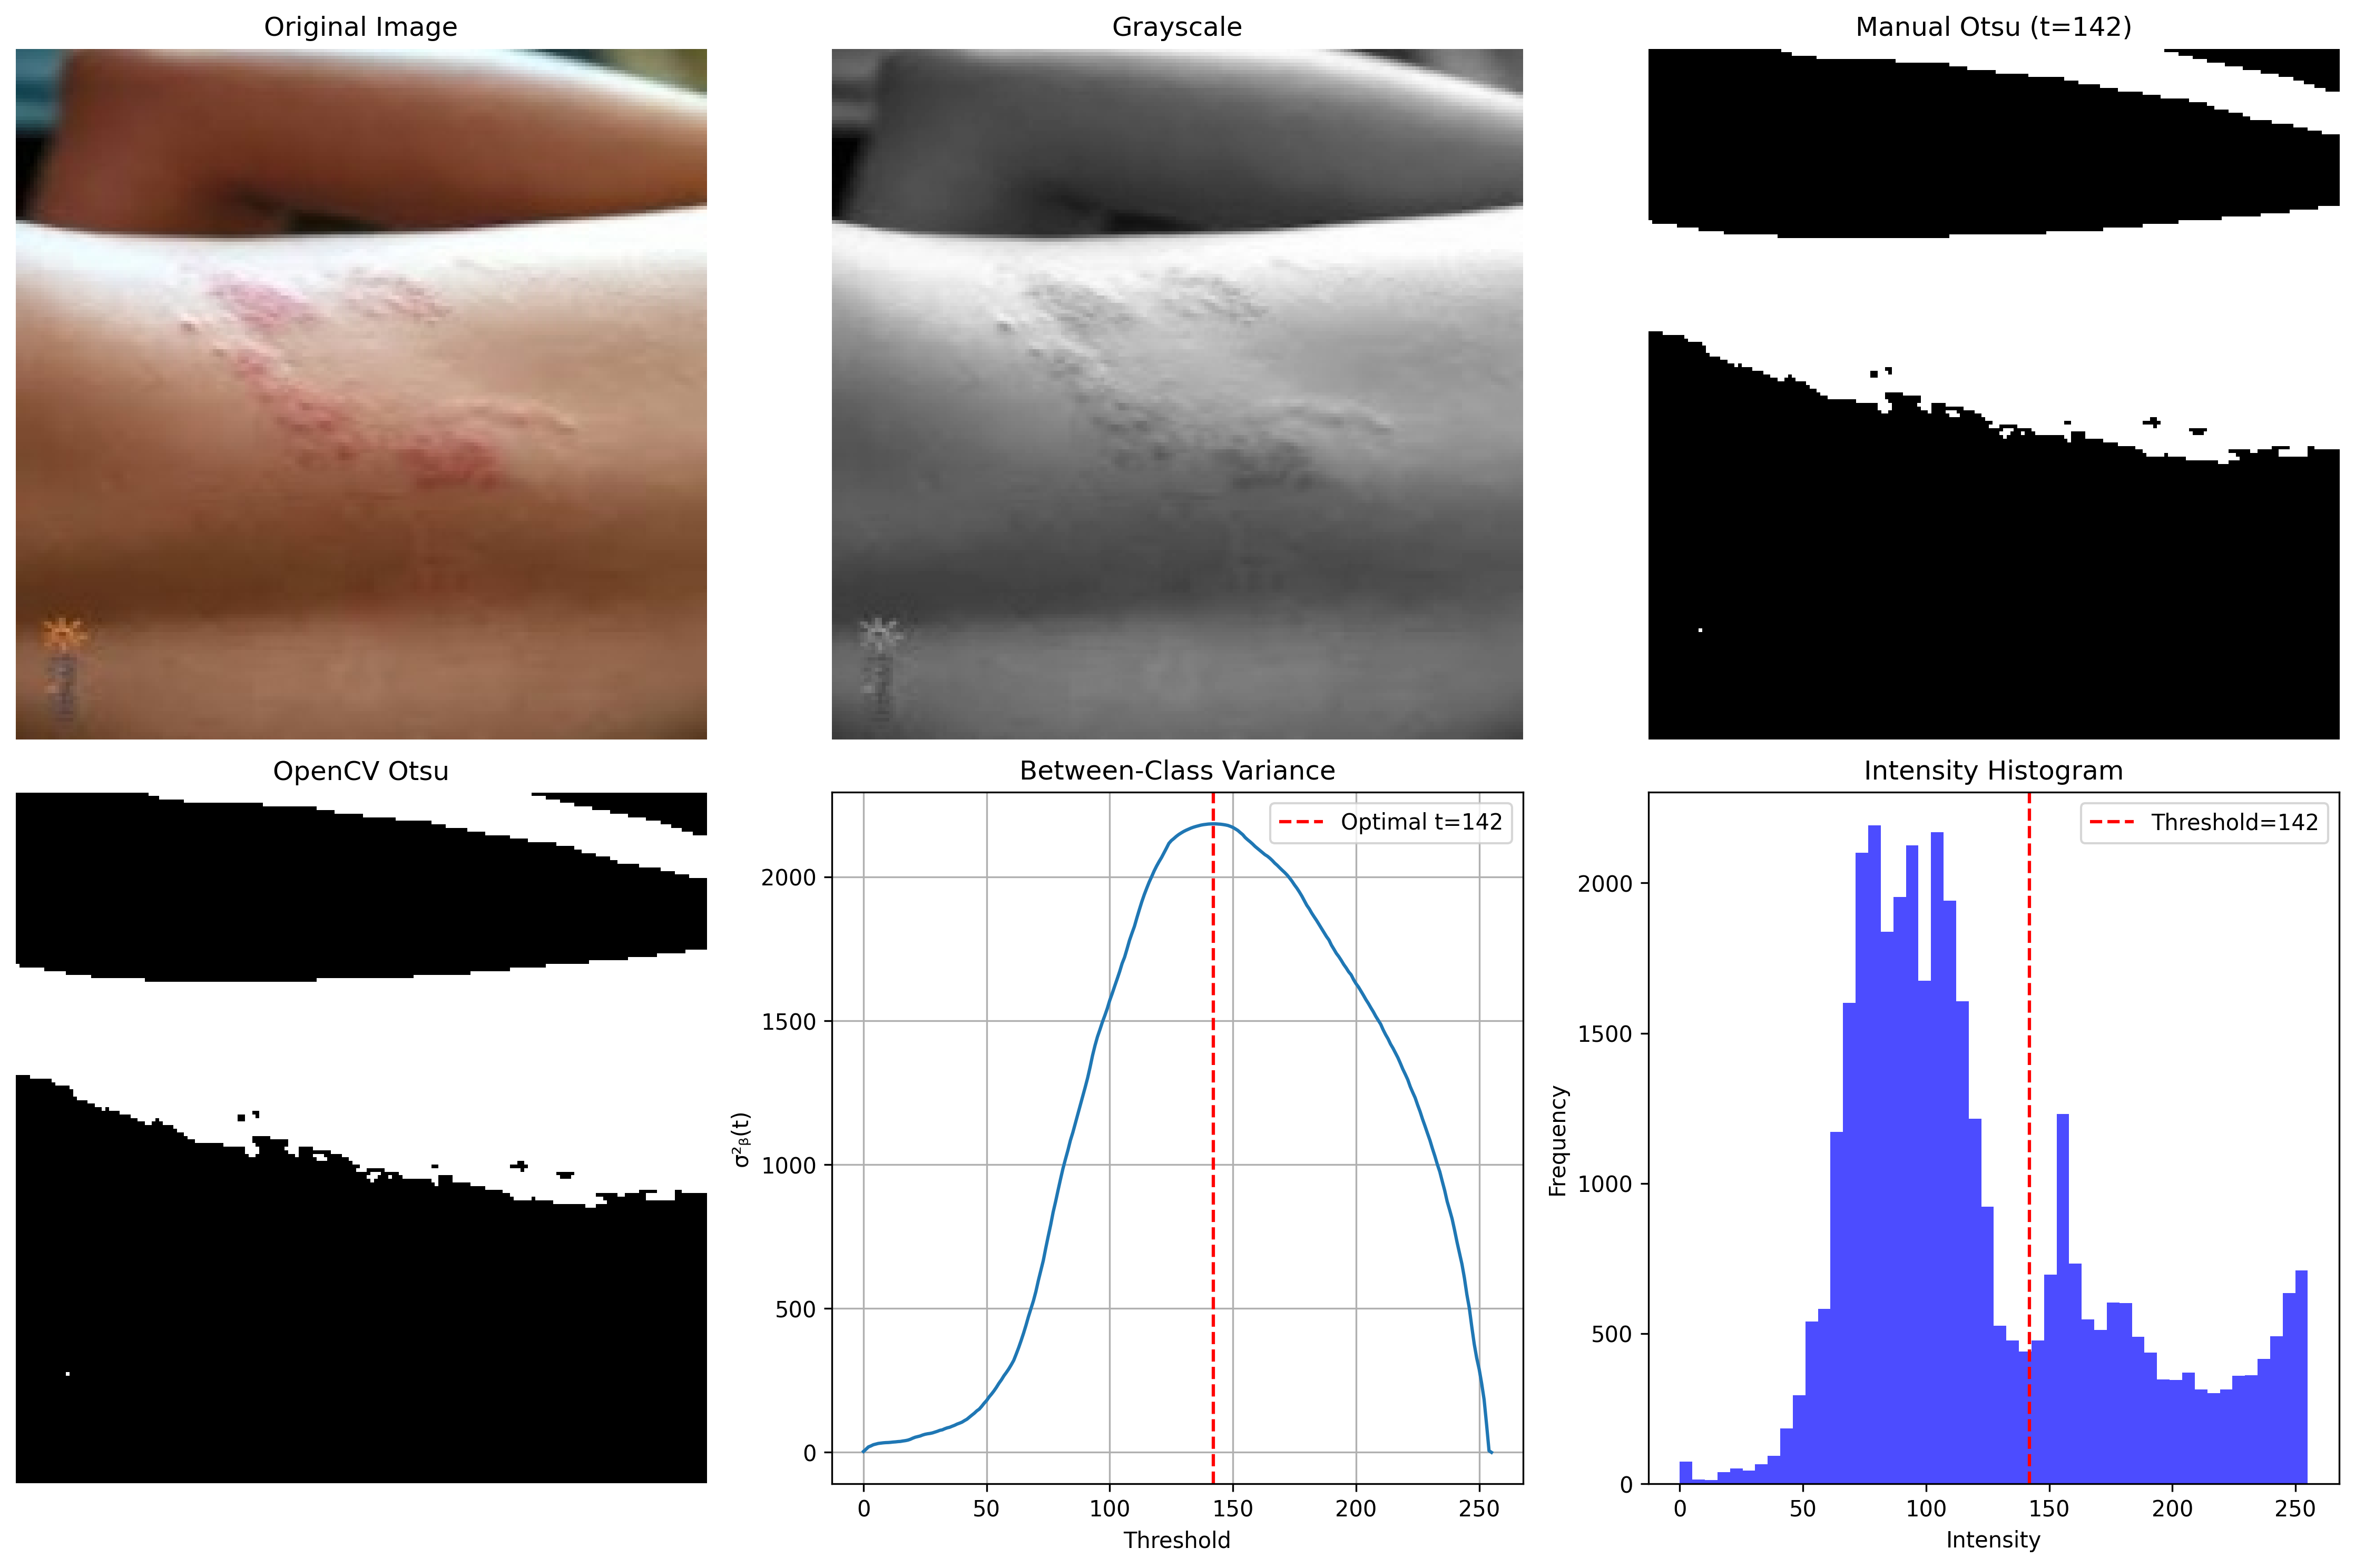 Original Image
Grayscale
Manual Otsu (t=142)
OpenCV Otsu
Between-Class Variance
Optimal t=142
2000
1500
1000
500
0
σ²ᵦ(t)
0 50 100 150 200 250
Threshold
Intensity Histogram
Threshold=142
2000
1500
1000
500
0
Frequency
0 50 100 150 200 250
Intensity